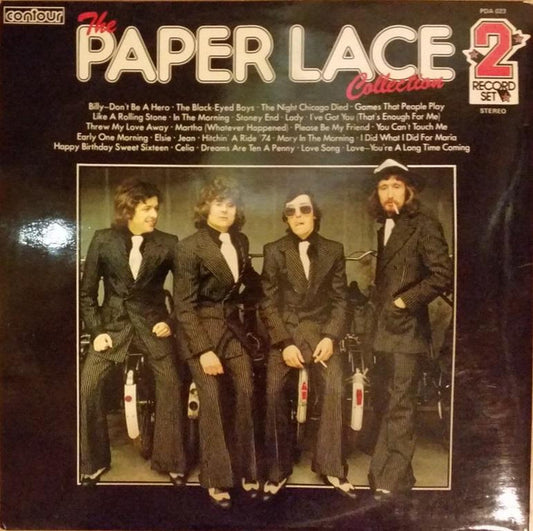 contour
PDA 023
The
PAPER LACE
Collection
2
RECORD
SET
STEREO
Billy–Don't Be A Hero · The Black-Eyed Boys · The Night Chicago Died · Games That People Play
Like A Rolling Stone · In The Morning · Stoney End · Lady · I've Got You (That's Enough For Me)
Threw My Love Away · Martha (Whatever Happened) · Please Be My Friend · You Can't Touch Me
Early One Morning · Elsie · Jean · Hitchin' A Ride '74 · Mary In The Morning · I Did What I Did For Maria
Happy Birthday Sweet Sixteen · Celia · Dreams Are Ten A Penny · Love Song · Love–You're A Long Time Coming